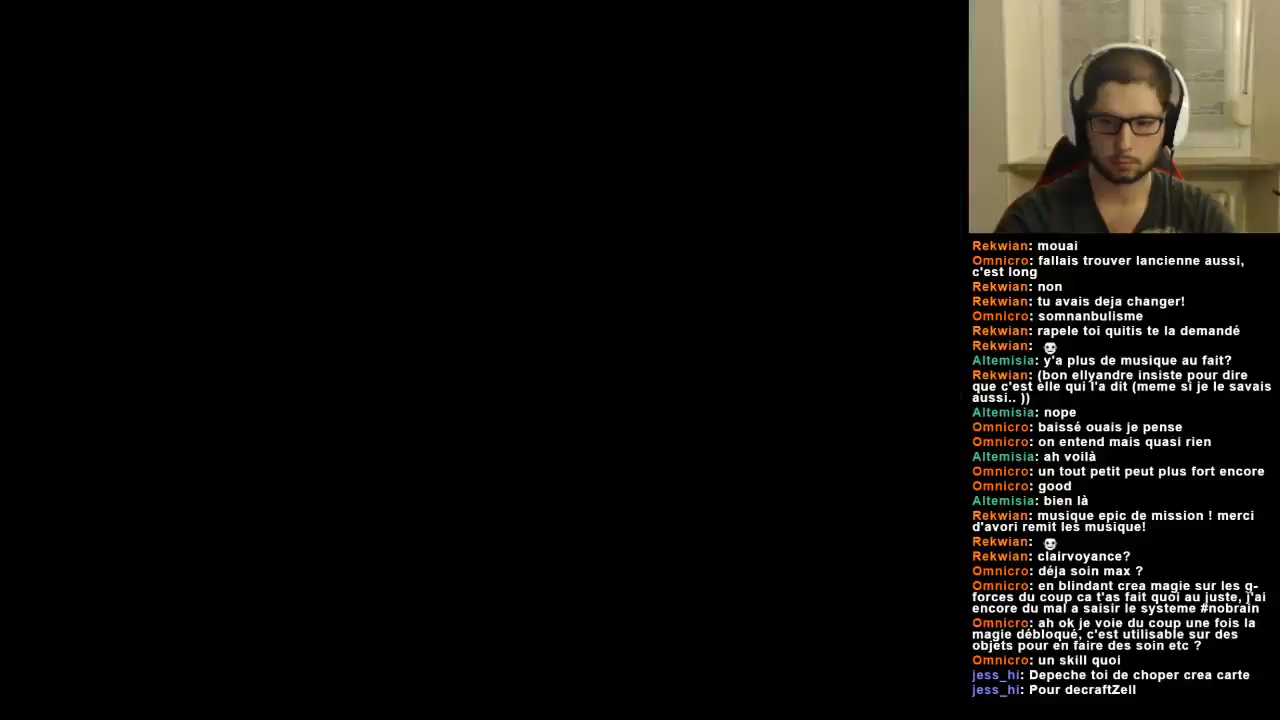 Rekwian: mouai
Omnicro: fallais trouver lancienne aussi,
c'est long
Rekwian: non
Rekwian: tu avais deja changer!
Omnicro: somnanbulisme
Rekwian: rapele toi quitis te la demandé
Rekwian:
Altemisia: y'a plus de musique au fait?
Rekwian: (bon ellyandre insiste pour dire
que c'est elle qui l'a dit (meme si je le savais
aussi.. ))
Altemisia: nope
Omnicro: baissé ouais je pense
Omnicro: on entend mais quasi rien
Altemisia: ah voilà
Omnicro: un tout petit peut plus fort encore
Omnicro: good
Altemisia: bien là
Rekwian: musique epic de mission ! merci
d'avori remit les musique!
Rekwian:
Rekwian: clairvoyance?
Omnicro: déja soin max ?
Omnicro: en blindant crea magie sur les q-
forces du coup ca t'as fait quoi au juste, j'ai
encore du mal a saisir le systeme #nobrain
Omnicro: ah ok je voie du coup une fois la
magie débloqué, c'est utilisable sur des
objets pour en faire des soin etc ?
Omnicro: un skill quoi
jess_hi: Depeche toi de choper crea carte
jess_hi: Pour decraftZell